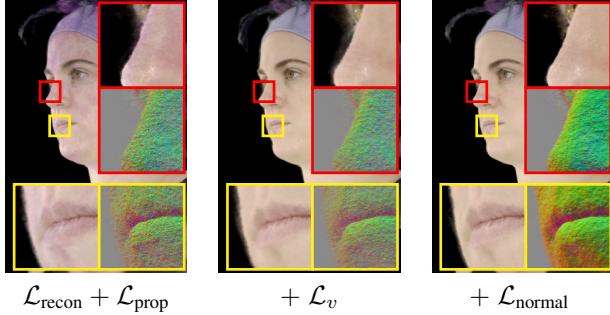 ℒrecon + ℒprop
+ ℒv
+ ℒnormal